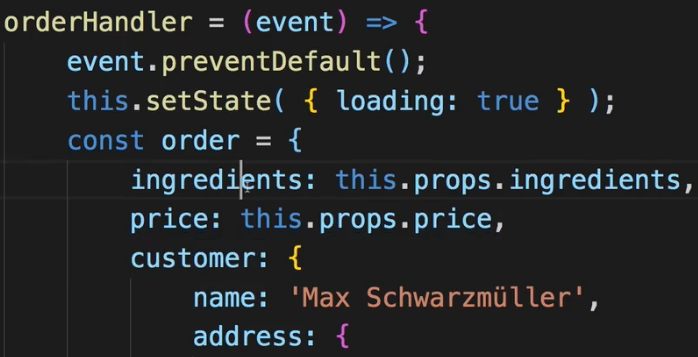 orderHandler = (event) => {
event.preventDefault();
this.setState( { loading: true } );
const order = {
ingredients: this.props.ingredients,
price: this.props.price,
customer: {
name: 'Max Schwarzmüller',
address: {